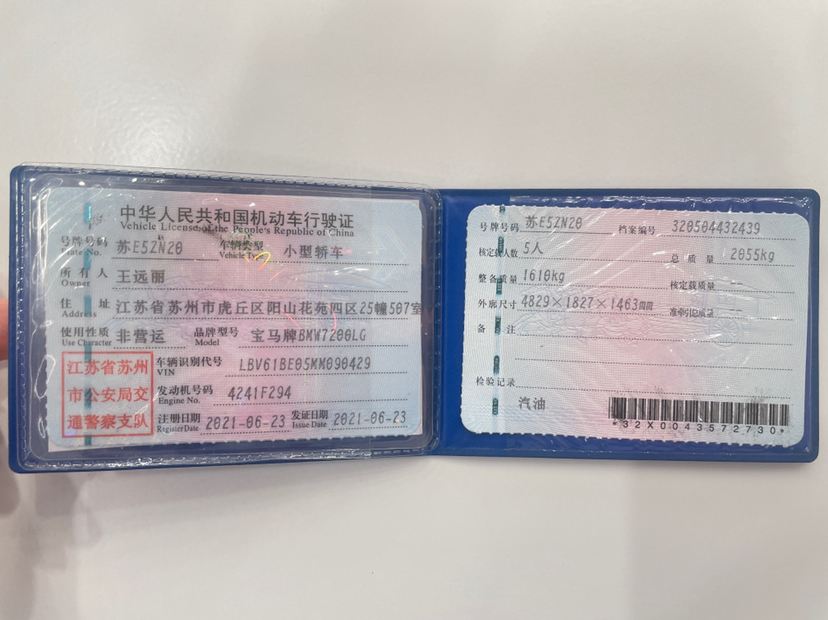 中华人民共和国机动车行驶证
Vehicle License of the People's Republic of China
号牌号码 苏E5ZN20 车辆类型 小型轿车
Plate No. Vehicle Type
所有人 王远丽
Owner
住址 江苏省苏州市虎丘区阳山花苑四区25幢507室
Address
使用性质 非营运 品牌型号 宝马牌BMW7200LG
Use Character Model
江苏省苏州
市公安局交
通警察支队
车辆识别代号 LBV61BE05MM090429
VIN
发动机号码 4241F294
Engine No.
注册日期 2021-06-23 发证日期 2021-06-23
Register Date Issue Date
号牌号码 苏E5ZN20 档案编号 320504432439
核定载人数 5人 总质量 2055kg
整备质量 1610kg 核定载质量 --
外廓尺寸 4829×1827×1463mm 准牵引总质量 --
备注
检验记录
汽油
*32X0043572730*